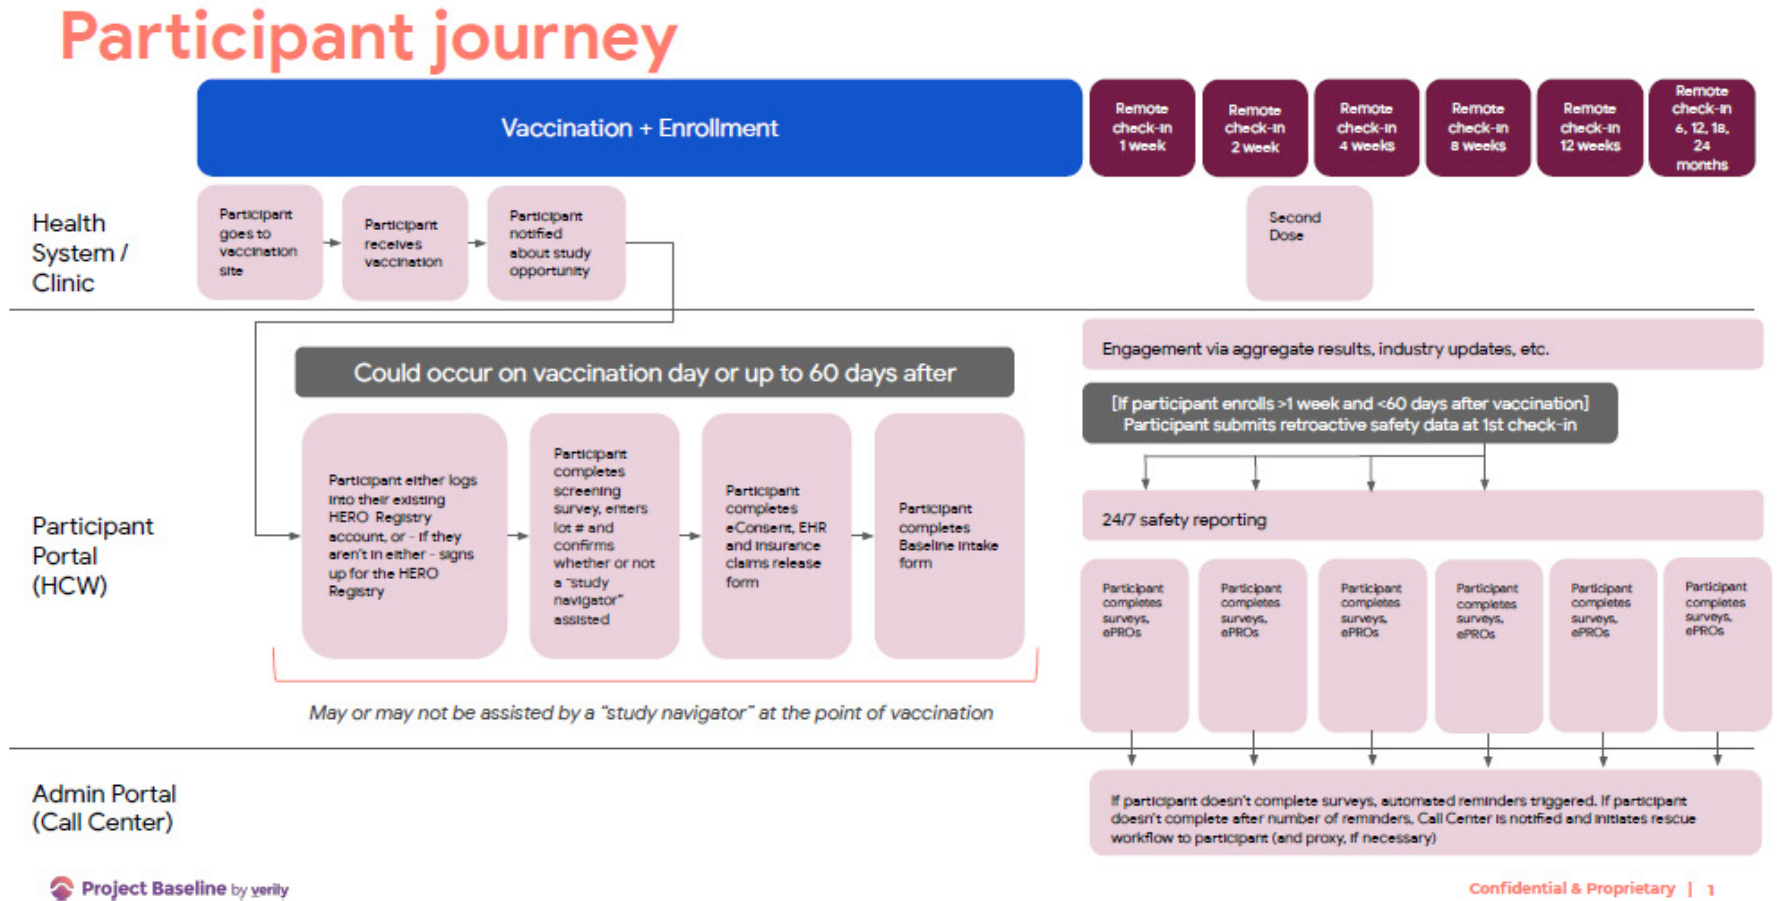 Participant journey
Vaccination + Enrollment
Remote
check-in
1 week
Remote
check-in
2 week
Remote
check-in
4 weeks
Remote
check-in
8 weeks
Remote
check-in
12 weeks
Remote
check-in
6, 12, 18,
24
months
Health
System /
Clinic
Participant
goes to
vaccination
site
Participant
receives
vaccination
Participant
notified
about study
opportunity
Second
Dose
Participant
Portal
(HCW)
Could occur on vaccination day or up to 60 days after
Participant either logs
into their existing
HERO Registry
account, or - if they
aren't in either - signs
up for the HERO
Registry
Participant
completes
screening
survey, enters
lot # and
confirms
whether or not
a "study
navigator"
assisted
Participant
completes
eConsent, EHR
and insurance
claims release
form
Participant
completes
Baseline intake
form
May or may not be assisted by a "study navigator" at the point of vaccination
Engagement via aggregate results, industry updates, etc.
[If participant enrolls >1 week and <60 days after vaccination]
Participant submits retroactive safety data at 1st check-in
24/7 safety reporting
Participant
completes
surveys,
ePROs
Participant
completes
surveys,
ePROs
Participant
completes
surveys,
ePROs
Participant
completes
surveys,
ePROs
Participant
completes
surveys,
ePROs
Participant
completes
surveys,
ePROs
Admin Portal
(Call Center)
If participant doesn't complete surveys, automated reminders triggered. If participant
doesn't complete after number of reminders, Call Center is notified and initiates rescue
workflow to participant (and proxy, if necessary)
Project Baseline by verily
Confidential & Proprietary | 1